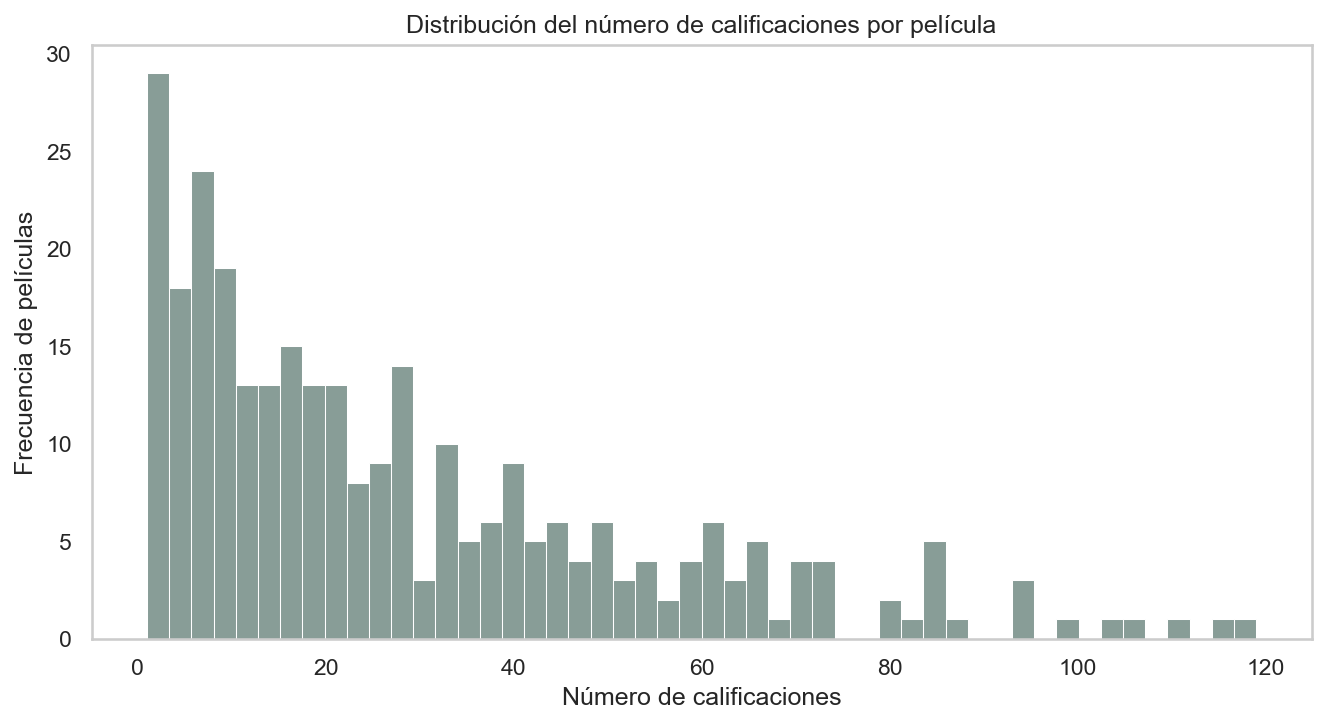 Distribución del número de calificaciones por película
30
25
20
15
10
5
0
Frecuencia de películas
0 20 40 60 80 100 120
Número de calificaciones